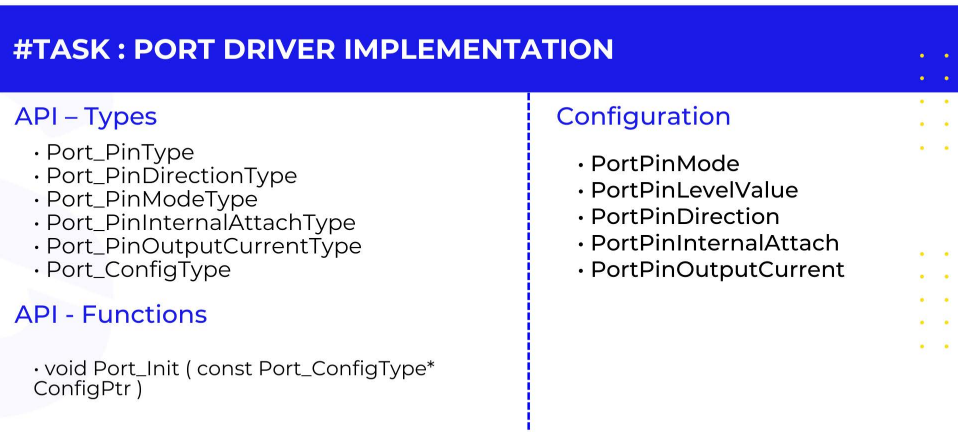 #TASK : PORT DRIVER IMPLEMENTATION
API – Types
• Port_PinType
• Port_PinDirectionType
• Port_PinModeType
• Port_PinInternalAttachType
• Port_PinOutputCurrentType
• Port_ConfigType
API - Functions
• void Port_Init ( const Port_ConfigType*
ConfigPtr )
Configuration
• PortPinMode
• PortPinLevelValue
• PortPinDirection
• PortPinInternalAttach
• PortPinOutputCurrent